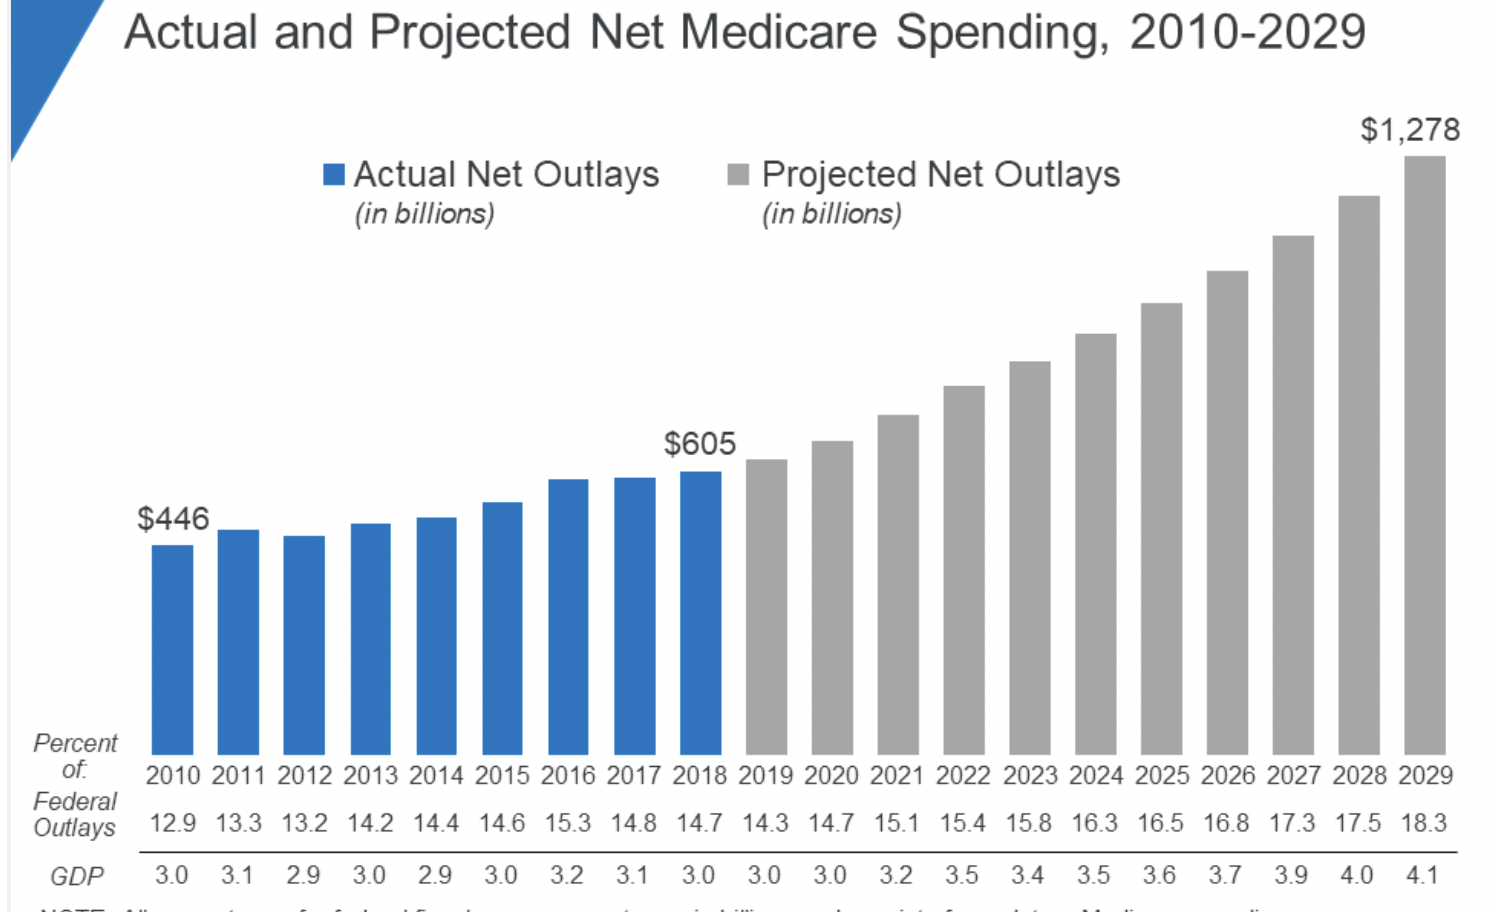 Actual and Projected Net Medicare Spending, 2010-2029
$1,278
Actual Net Outlays Projected Net Outlays
(in billions) (in billions)
$605
$446
Percent
of:
2010 2011 2012 2013 2014 2015 2016 2017 2018 2019 2020 2021 2022 2023 2024 2025 2026 2027 2028 2029
Federal
Outlays 12.9 13.3 13.2 14.2 14.4 14.6 15.3 14.8 14.7 14.3 14.7 15.1 15.4 15.8 16.3 16.5 16.8 17.3 17.5 18.3
GDP 3.0 3.1 2.9 3.0 2.9 3.0 3.2 3.1 3.0 3.0 3.0 3.2 3.5 3.4 3.5 3.6 3.7 3.9 4.0 4.1